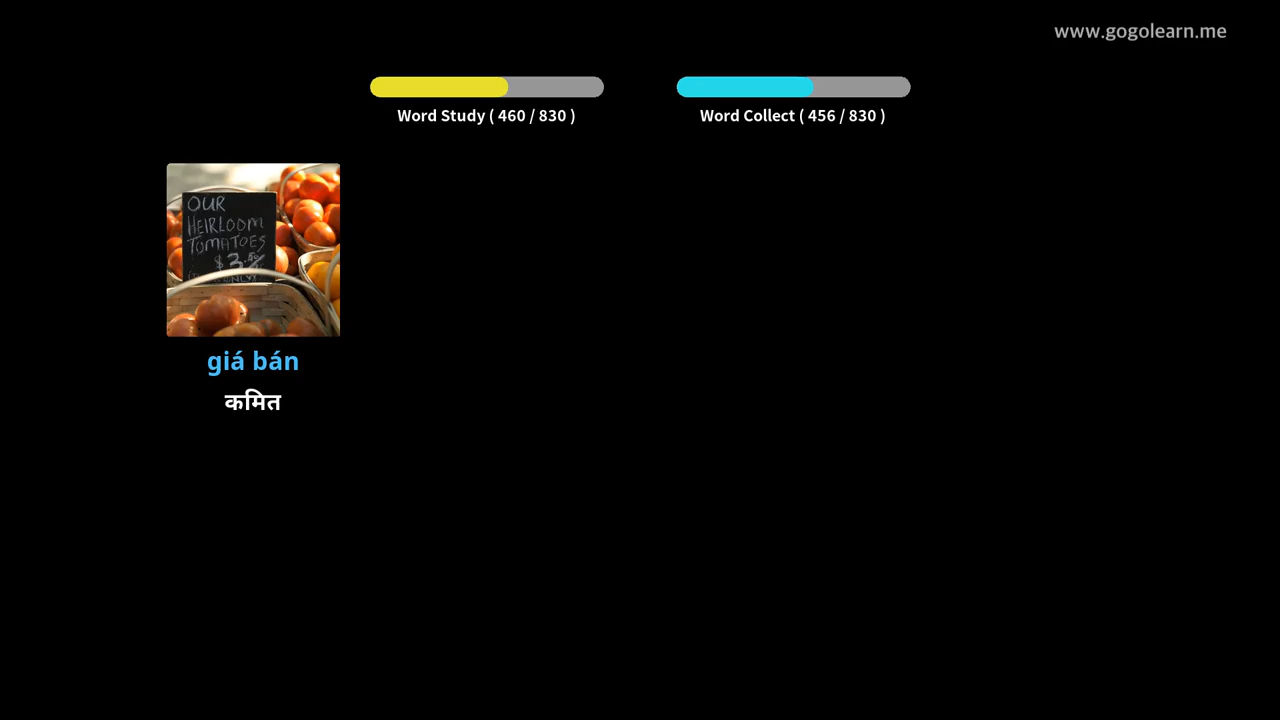 www.gogolearn.me
Word Study ( 460 / 830 )
Word Collect ( 456 / 830 )
OUR
HEIRLOOM
TOMATOES
giá bán
कमित